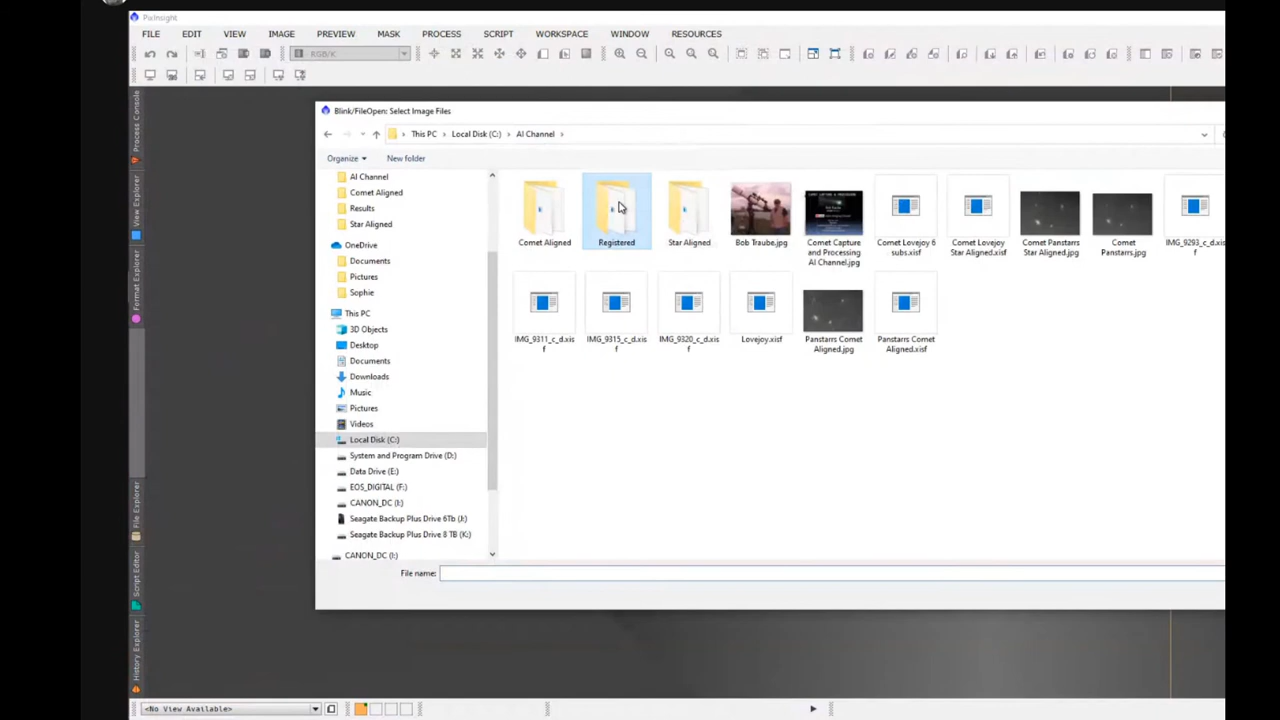 PixInsight
FILE EDIT VIEW IMAGE PREVIEW MASK PROCESS SCRIPT WORKSPACE WINDOW RESOURCES
RGB/K
Process Console
View Explorer
Format Explorer
File Explorer
Script Editor
History Explorer
Blink/FileOpen: Select Image Files
This PC > Local Disk (C:) > AI Channel >
Organize New folder
AI Channel
Comet Aligned
Results
Star Aligned
OneDrive
Documents
Pictures
Sophie
This PC
3D Objects
Desktop
Documents
Downloads
Music
Pictures
Videos
Local Disk (C:)
System and Program Drive (D:)
Data Drive (E:)
EOS_DIGITAL (F:)
CANON_DC (I:)
Seagate Backup Plus Drive 6Tb (J:)
Seagate Backup Plus Drive 8 TB (K:)
CANON_DC (I:)
Comet Aligned
Registered
Star Aligned
Bob Traube.jpg
Comet Capture
and Processing
AI Channel.jpg
Comet Lovejoy 6
subs.xisf
Comet Lovejoy
Star Aligned.xisf
Comet Panstarrs
Star Aligned.jpg
Comet
Panstarrs.jpg
IMG_9293_c_d.xis
f
IMG_9311_c_d.xis
f
IMG_9315_c_d.xis
f
IMG_9320_c_d.xis
f
Lovejoy.xisf
Panstarrs Comet
Aligned.jpg
Panstarrs Comet
Aligned.xisf
File name:
<No View Available>